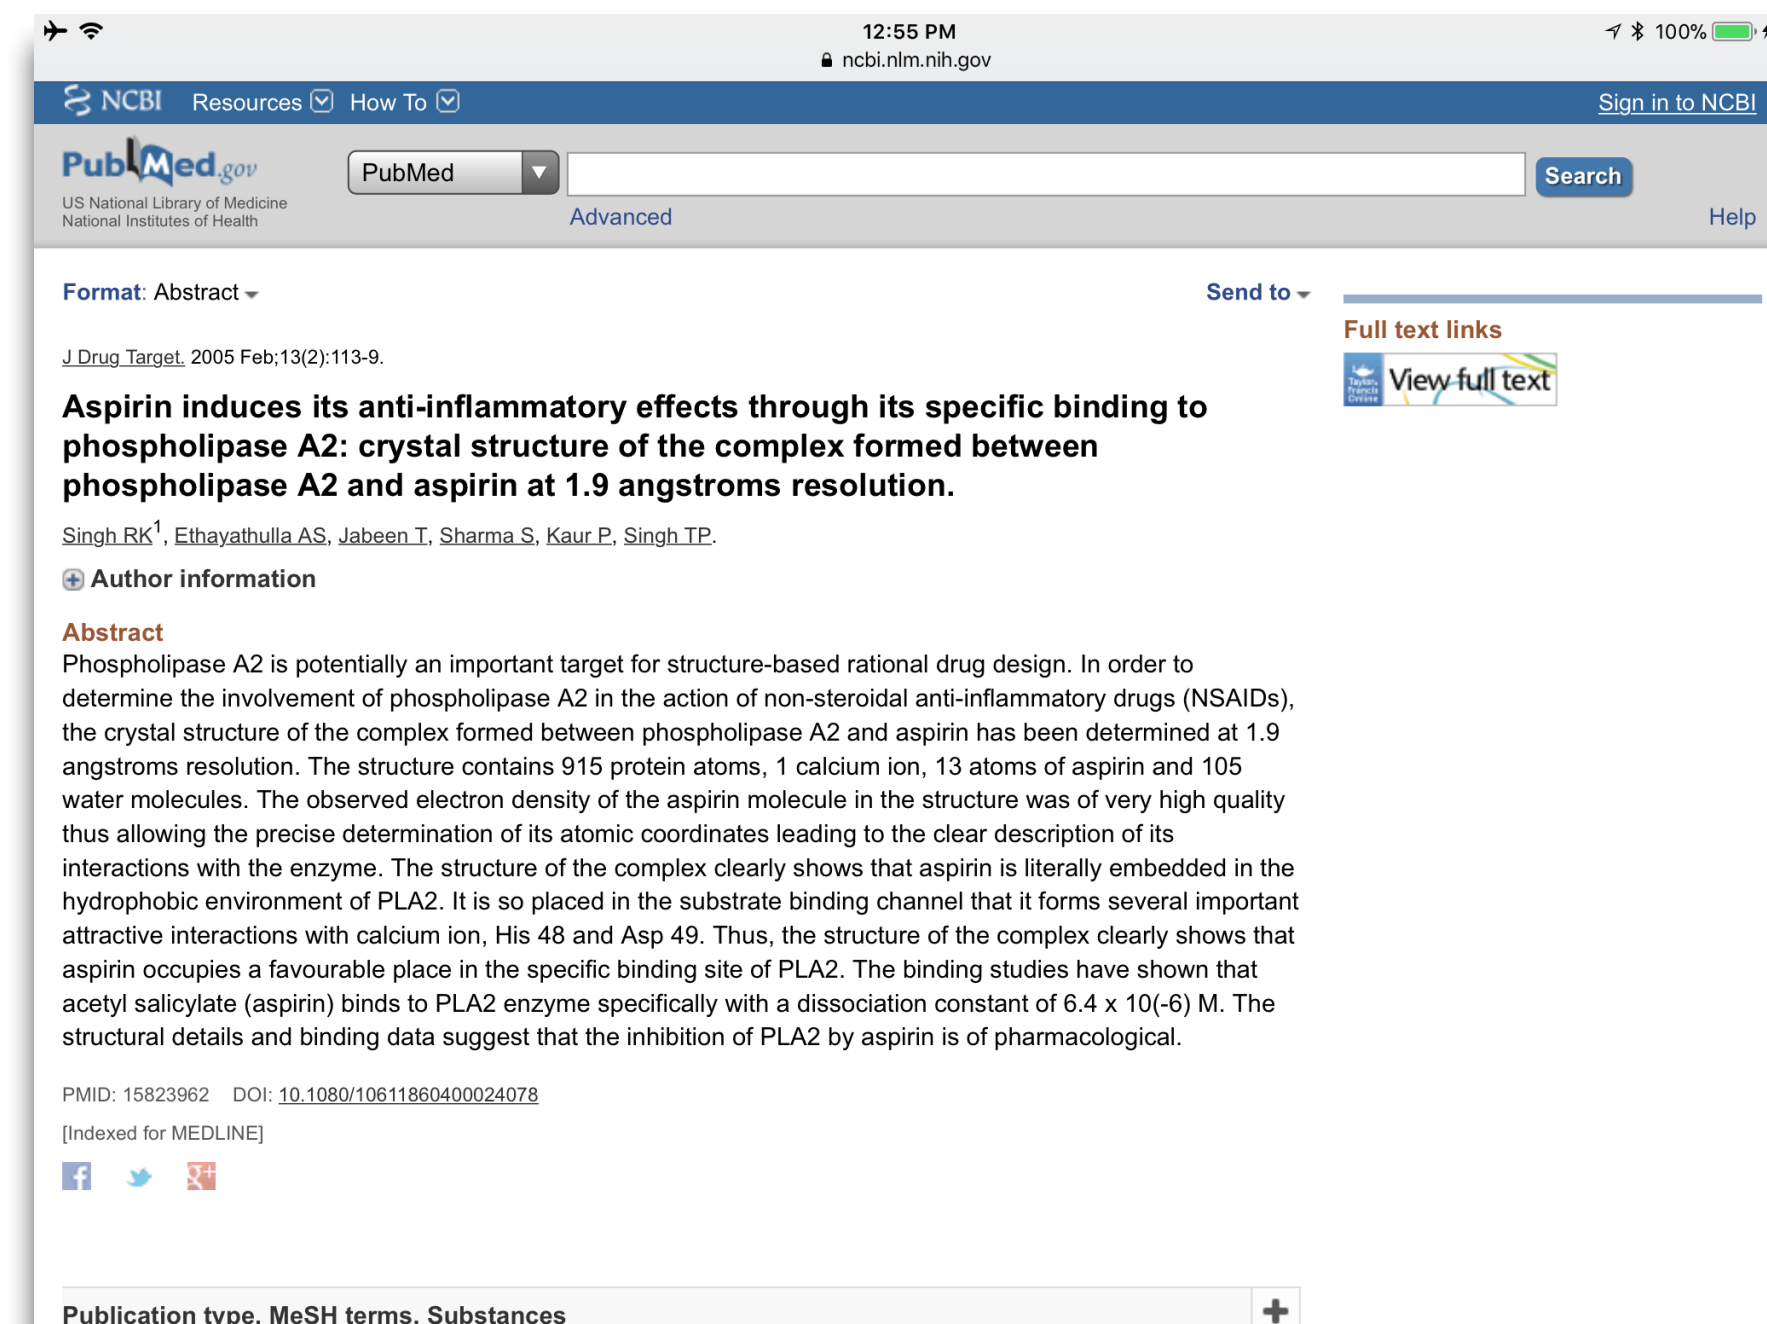 12:55 PM
100%
ncbi.nlm.nih.gov
NCBI Resources How To Sign in to NCBI
PubMed.gov
US National Library of Medicine
National Institutes of Health
PubMed
Search
Advanced
Help
Format: Abstract
Send to
J Drug Target. 2005 Feb;13(2):113-9.
Aspirin induces its anti-inflammatory effects through its specific binding to
phospholipase A2: crystal structure of the complex formed between
phospholipase A2 and aspirin at 1.9 angstroms resolution.
Singh RK1, Ethayathulla AS, Jabeen T, Sharma S, Kaur P, Singh TP.
Author information
Abstract
Phospholipase A2 is potentially an important target for structure-based rational drug design. In order to
determine the involvement of phospholipase A2 in the action of non-steroidal anti-inflammatory drugs (NSAIDs),
the crystal structure of the complex formed between phospholipase A2 and aspirin has been determined at 1.9
angstroms resolution. The structure contains 915 protein atoms, 1 calcium ion, 13 atoms of aspirin and 105
water molecules. The observed electron density of the aspirin molecule in the structure was of very high quality
thus allowing the precise determination of its atomic coordinates leading to the clear description of its
interactions with the enzyme. The structure of the complex clearly shows that aspirin is literally embedded in the
hydrophobic environment of PLA2. It is so placed in the substrate binding channel that it forms several important
attractive interactions with calcium ion, His 48 and Asp 49. Thus, the structure of the complex clearly shows that
aspirin occupies a favourable place in the specific binding site of PLA2. The binding studies have shown that
acetyl salicylate (aspirin) binds to PLA2 enzyme specifically with a dissociation constant of 6.4 x 10(-6) M. The
structural details and binding data suggest that the inhibition of PLA2 by aspirin is of pharmacological.
PMID: 15823962 DOI: 10.1080/10611860400024078
[Indexed for MEDLINE]
f
g+
Full text links
Taylor & Francis Online
View full text
Publication type, MeSH terms, Substances